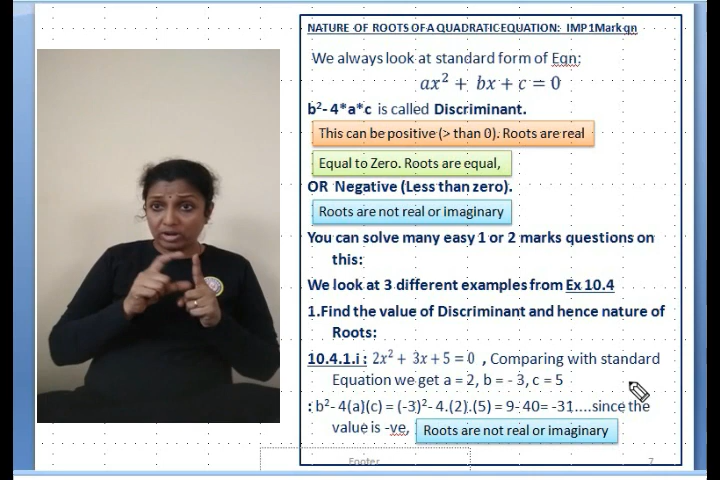 NATURE OF ROOTS OF A QUADRATIC EQUATION: IMP 1Mark qn
We always look at standard form of Eqn:
ax² + bx + c = 0
b²- 4*a*c is called Discriminant.
This can be positive (> than 0). Roots are real
Equal to Zero. Roots are equal,
OR Negative (Less than zero).
Roots are not real or imaginary
You can solve many easy 1 or 2 marks questions on
this:
We look at 3 different examples from Ex 10.4
1.Find the value of Discriminant and hence nature of
Roots:
10.4.1.i : 2x² + 3x + 5 = 0 , Comparing with standard
Equation we get a = 2, b = - 3, c = 5
: b²- 4(a)(c) = (-3)²- 4.(2).(5) = 9- 40= -31....since the
value is -ve, Roots are not real or imaginary
Footer 7